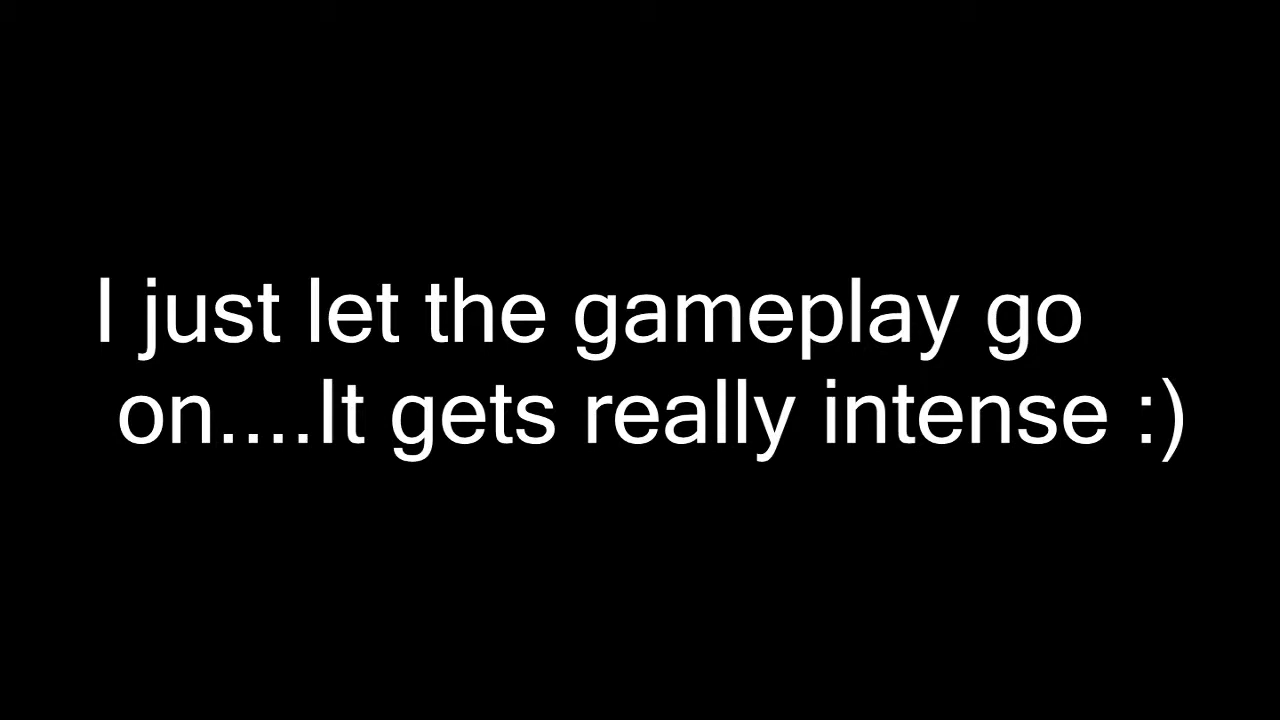 I just let the gameplay go
on....It gets really intense :)